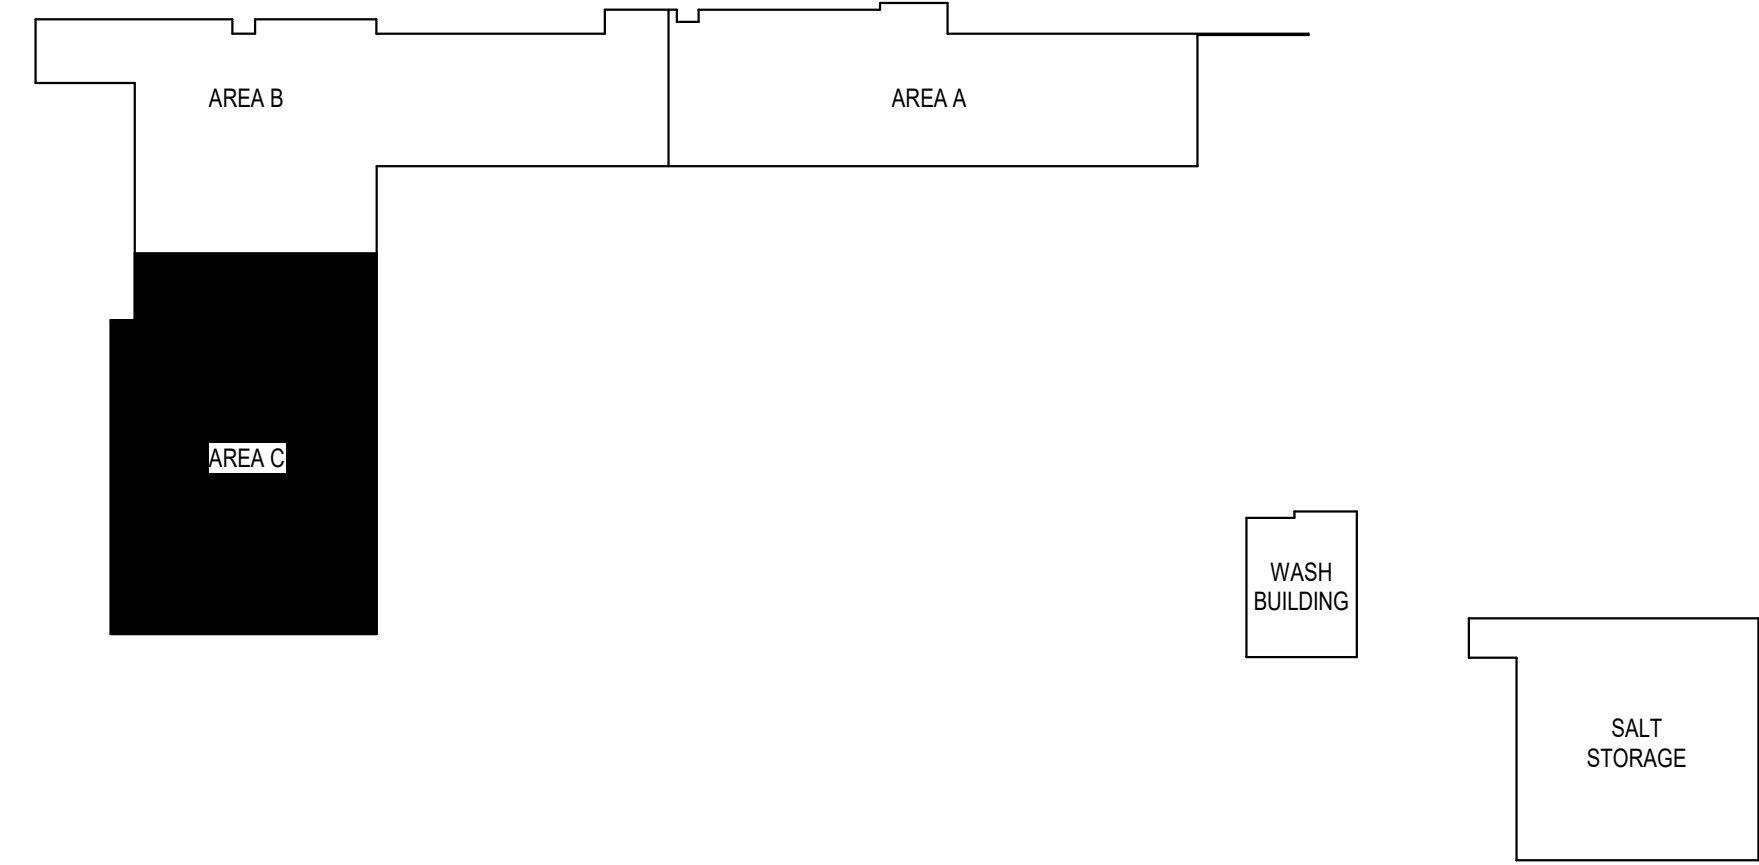 AREA B
AREA A
AREA C
WASH
BUILDING
SALT
STORAGE